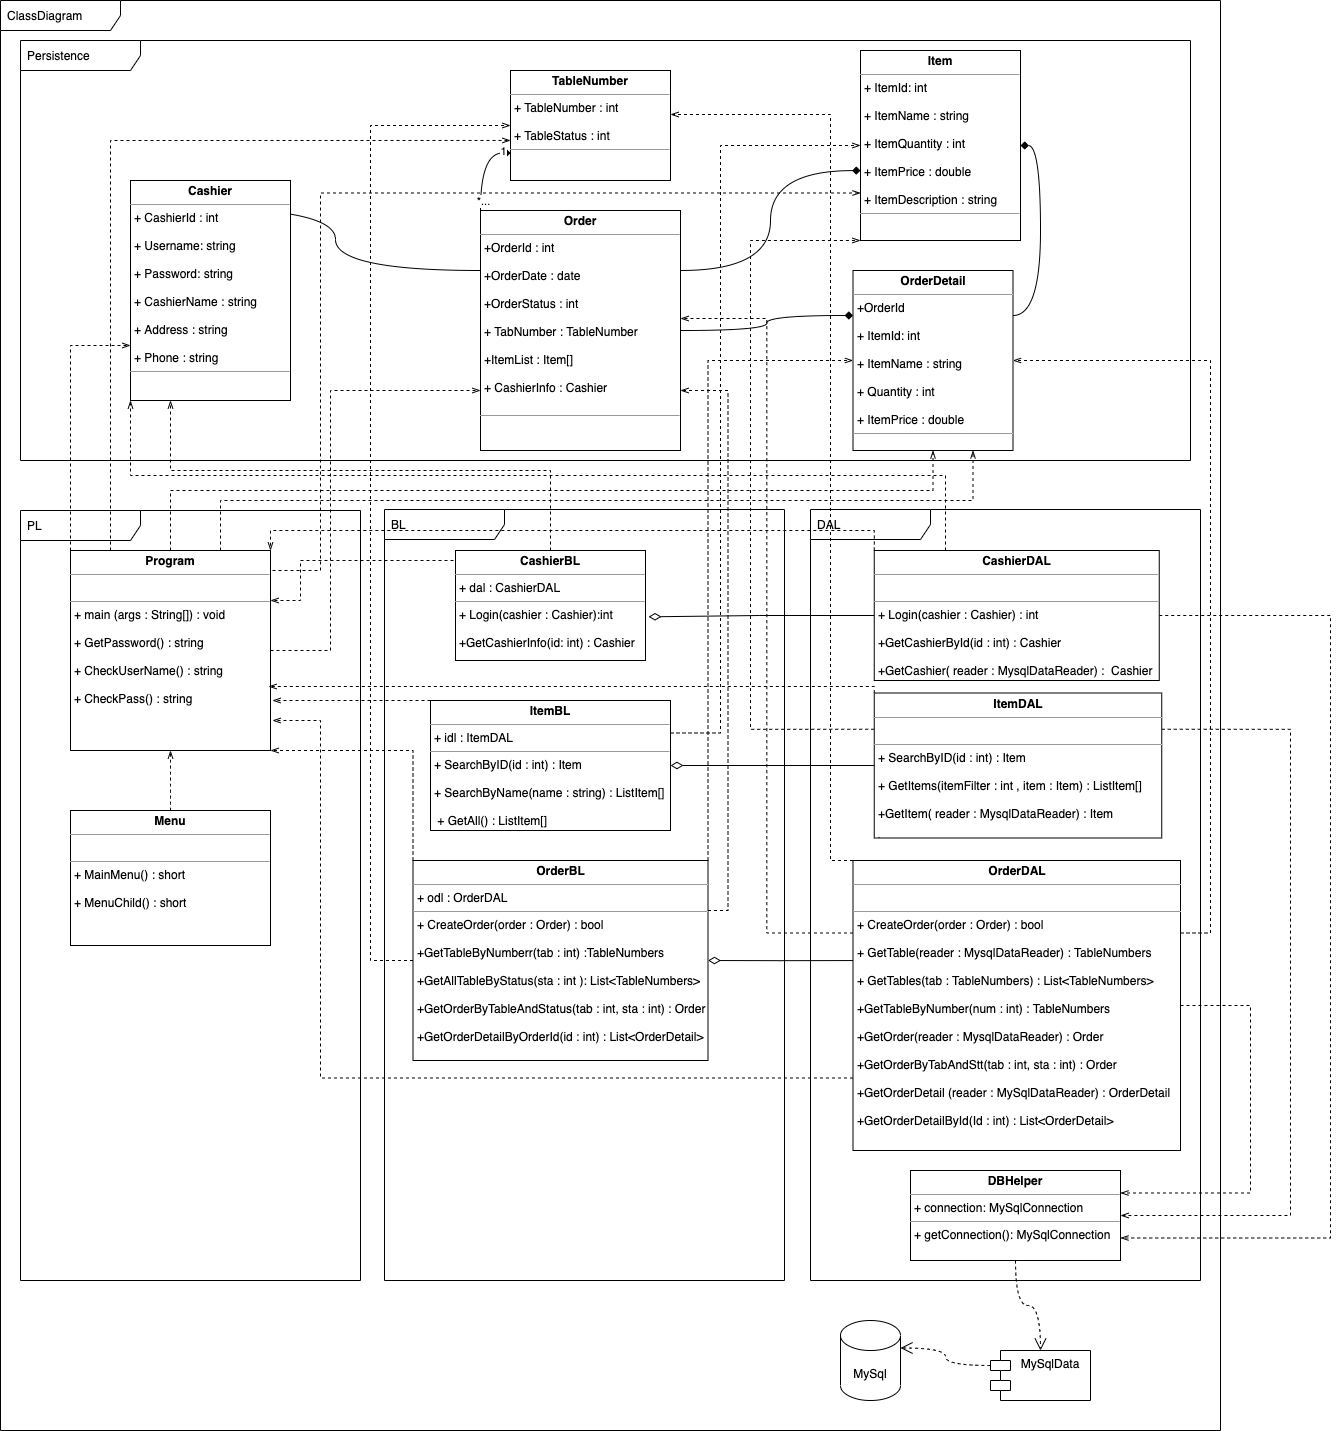 ClassDiagram
Persistence
TableNumber
+ TableNumber : int
+ TableStatus : int
1
*...
Item
+ ItemId: int
+ ItemName : string
+ ItemQuantity : int
+ ItemPrice : double
+ ItemDescription : string
Cashier
+ CashierId : int
+ Username: string
+ Password: string
+ CashierName : string
+ Address : string
+ Phone : string
Order
+OrderId : int
+OrderDate : date
+OrderStatus : int
+ TabNumber : TableNumber
+ItemList : Item[]
+ CashierInfo : Cashier
OrderDetail
+OrderId
+ ItemId: int
+ ItemName : string
+ Quantity : int
+ ItemPrice : double
PL
Program
+ main (args : String[]) : void
+ GetPassword() : string
+ CheckUserName() : string
+ CheckPass() : string
Menu
+ MainMenu() : short
+ MenuChild() : short
BL
CashierBL
+ dal : CashierDAL
+ Login(cashier : Cashier):int
+GetCashierInfo(id: int) : Cashier
ItemBL
+ idl : ItemDAL
+ SearchByID(id : int) : Item
+ SearchByName(name : string) : ListItem[]
+ GetAll() : ListItem[]
OrderBL
+ odl : OrderDAL
+ CreateOrder(order : Order) : bool
+GetTableByNumberr(tab : int) :TableNumbers
+GetAllTableByStatus(sta : int ): List<TableNumbers>
+GetOrderByTableAndStatus(tab : int, sta : int) : Order
+GetOrderDetailByOrderId(id : int) : List<OrderDetail>
DAL
CashierDAL
+ Login(cashier : Cashier) : int
+GetCashierById(id : int) : Cashier
+GetCashier( reader : MysqlDataReader) : Cashier
ItemDAL
+ SearchByID(id : int) : Item
+ GetItems(itemFilter : int , item : Item) : ListItem[]
+GetItem( reader : MysqlDataReader) : Item
OrderDAL
+ CreateOrder(order : Order) : bool
+ GetTable(reader : MysqlDataReader) : TableNumbers
+ GetTables(tab : TableNumbers) : List<TableNumbers>
+GetTableByNumber(num : int) : TableNumbers
+GetOrder(reader : MysqlDataReader) : Order
+GetOrderByTabAndStt(tab : int, sta : int) : Order
+GetOrderDetail (reader : MySqlDataReader) : OrderDetail
+GetOrderDetailById(Id : int) : List<OrderDetail>
DBHelper
+ connection: MySqlConnection
+ getConnection(): MySqlConnection
MySql
MySqlData